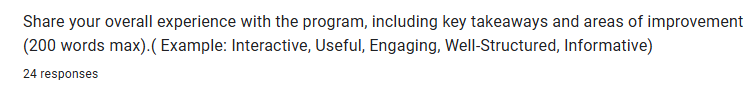 Share your overall experience with the program, including key takeaways and areas of improvement
(200 words max).( Example: Interactive, Useful, Engaging, Well-Structured, Informative)
24 responses